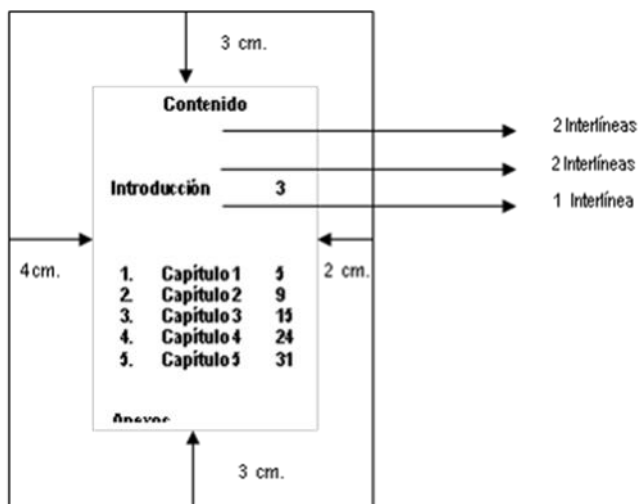 3 cm.
Contenido
2 Interlíneas
2 Interlíneas
Introducción 3
1 Interlínea
4 cm.
2 cm.
1. Capítulo 1 5
2. Capítulo 2 9
3. Capítulo 3 15
4. Capítulo 4 24
5. Capítulo 5 31
Anexos
3 cm.